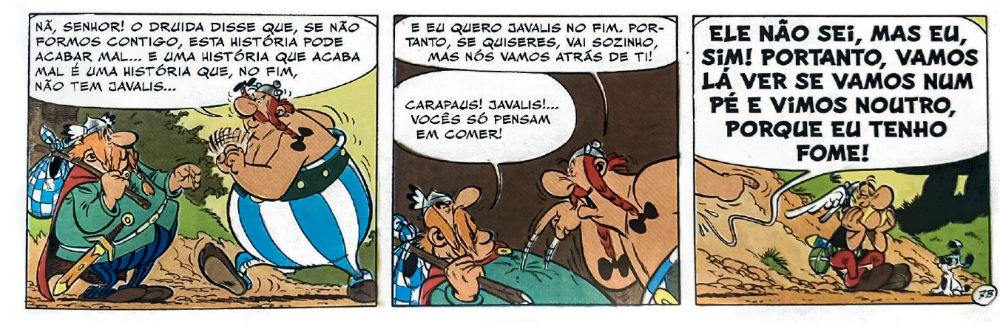 NÃ, SENHOR! O DRUIDA DISSE QUE, SE NÃO
FORMOS CONTIGO, ESTA HISTÓRIA PODE
ACABAR MAL... E UMA HISTÓRIA QUE ACABA
MAL É UMA HISTÓRIA QUE, NO FIM,
NÃO TEM JAVALIS...
E EU QUERO JAVALIS NO FIM. POR-
TANTO, SE QUISERES, VAI SOZINHO,
MAS NÓS VAMOS ATRÁS DE TI!
CARAPAUS! JAVALIS!...
VOCÊS SÓ PENSAM
EM COMER!
ELE NÃO SEI, MAS EU,
SIM! PORTANTO, VAMOS
LÁ VER SE VAMOS NUM
PÉ E VIMOS NOUTRO,
PORQUE EU TENHO
FOME!
7B